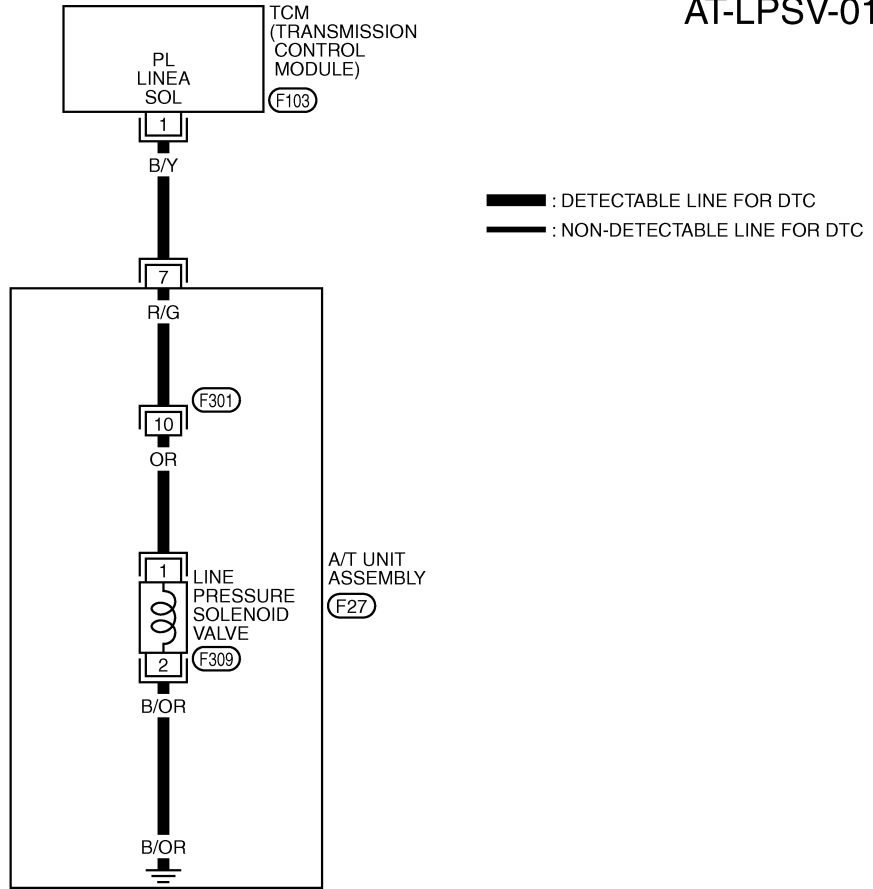 AT-LPSV-01
TCM
(TRANSMISSION
CONTROL
MODULE)
F103
PL
LINEA
SOL
1
B/Y
: DETECTABLE LINE FOR DTC
: NON-DETECTABLE LINE FOR DTC
7
R/G
F301
10
OR
1
LINE
PRESSURE
SOLENOID
VALVE
F309
A/T UNIT
ASSEMBLY
F27
2
B/OR
B/OR